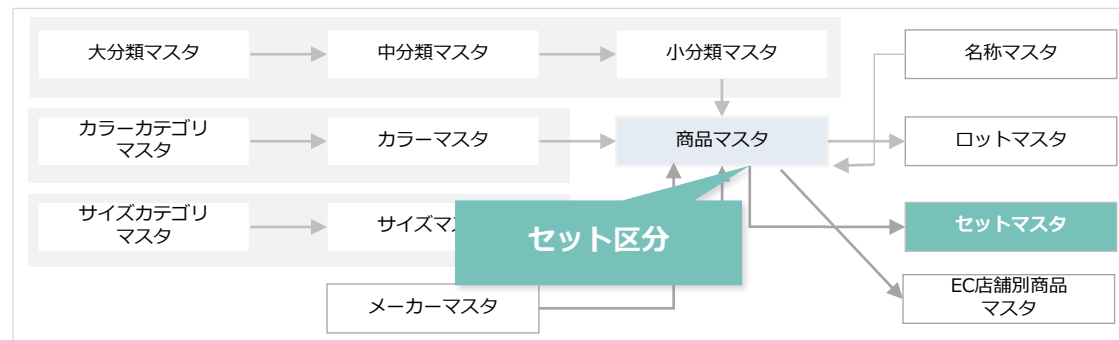 大分類マスタ
中分類マスタ
小分類マスタ
名称マスタ
カラーカテゴリ
マスタ
カラーマスタ
商品マスタ
ロットマスタ
サイズカテゴリ
マスタ
サイズマ
セット区分
セットマスタ
メーカーマスタ
EC店舗別商品
マスタ